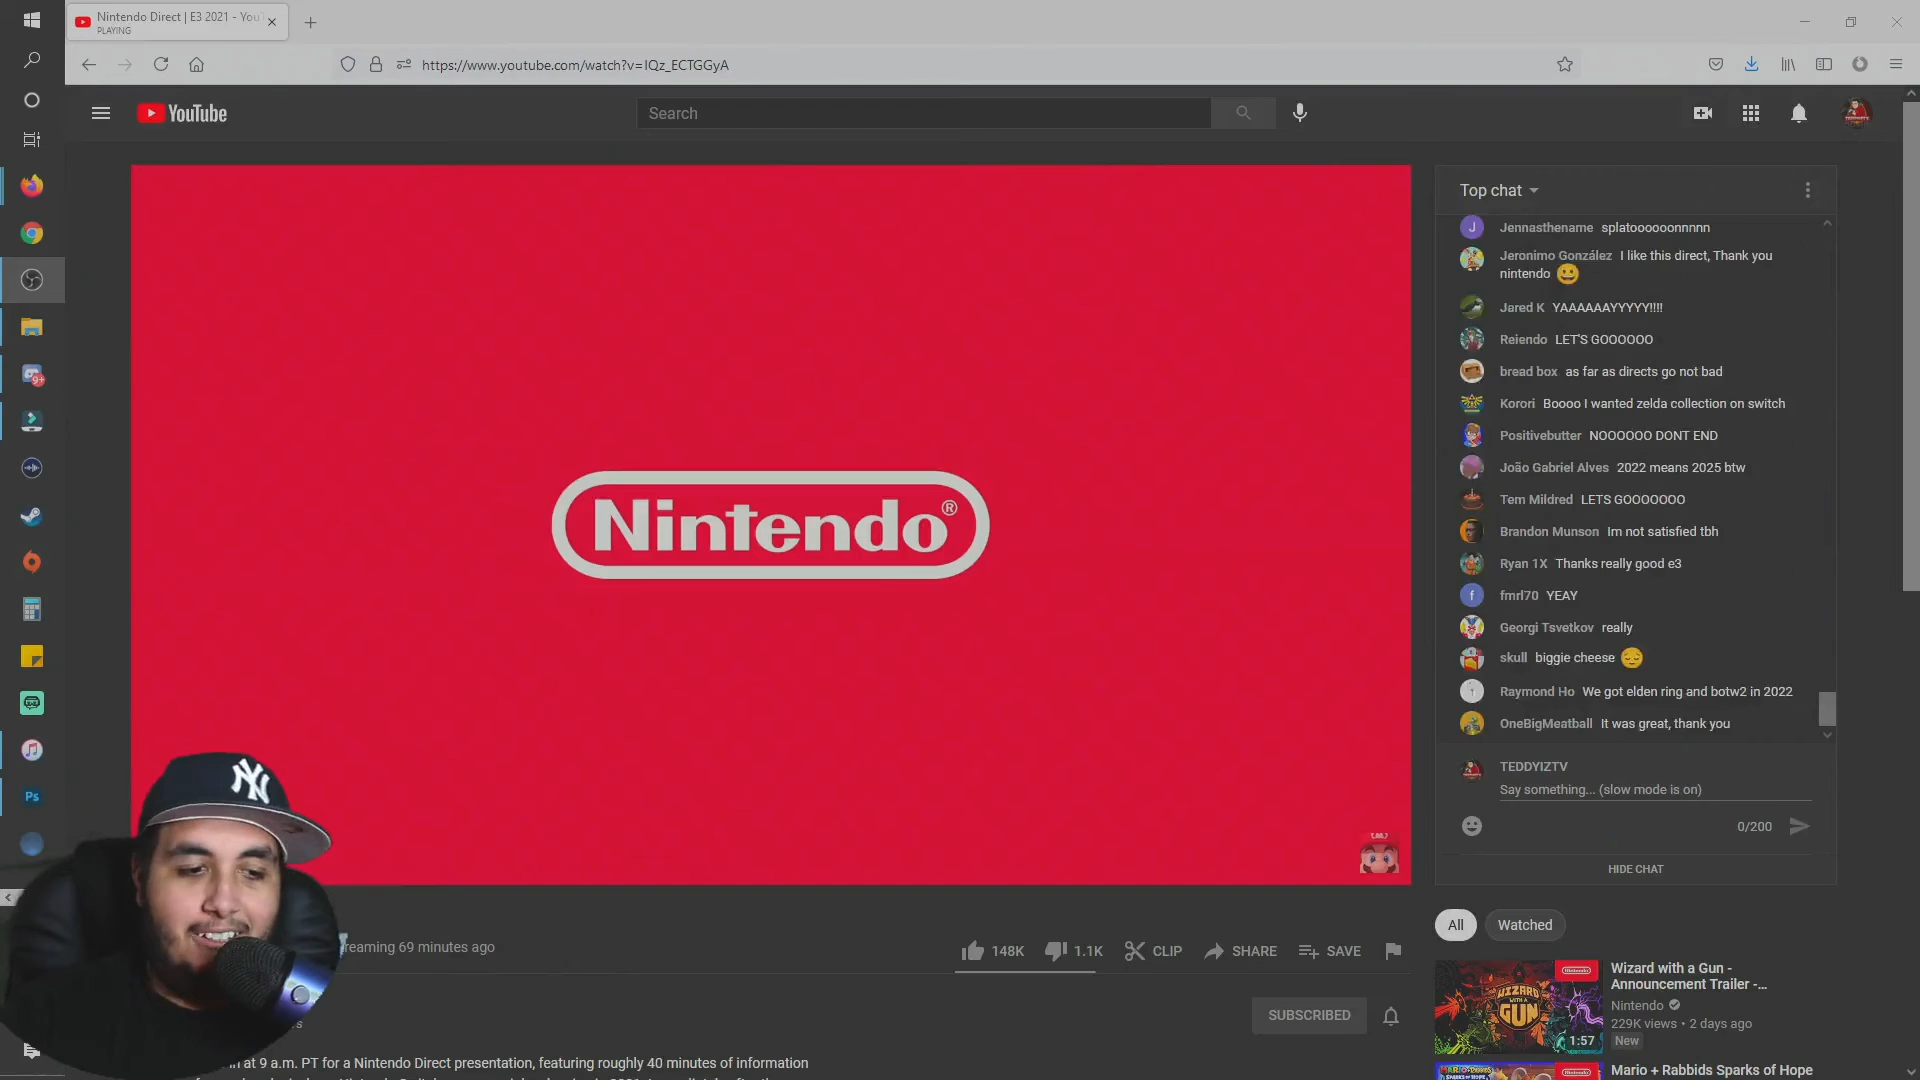 Nintendo Direct | E3 2021 - You
PLAYING
https://www.youtube.com/watch?v=IQz_ECTGGyA
YouTube
Search
Nintendo®
Top chat
Jennasthename splatoooooonnnnn
Jeronimo González I like this direct, Thank you
nintendo
Jared K YAAAAAAYYYYY!!!!
Reiendo LET'S GOOOOOO
bread box as far as directs go not bad
Korori Boooo I wanted zelda collection on switch
Positivebutter NOOOOOO DONT END
João Gabriel Alves 2022 means 2025 btw
Tem Mildred LETS GOOOOOOO
Brandon Munson Im not satisfied tbh
Ryan 1X Thanks really good e3
f fmrl70 YEAY
Georgi Tsvetkov really
skull biggie cheese
Raymond Ho We got elden ring and botw2 in 2022
OneBigMeatball It was great, thank you
TEDDYIZTV
Say something... (slow mode is on)
0/200
HIDE CHAT
9+
Ps
NY
reaming 69 minutes ago
148K
1.1K
CLIP
SHARE
SAVE
SUBSCRIBED
at 9 a.m. PT for a Nintendo Direct presentation, featuring roughly 40 minutes of information
All
Watched
WIZARD
WITH A
GUN
Nintendo
1:57
Wizard with a Gun -
Announcement Trailer -...
Nintendo
229K views • 2 days ago
New
Mario + Rabbids Sparks of Hope